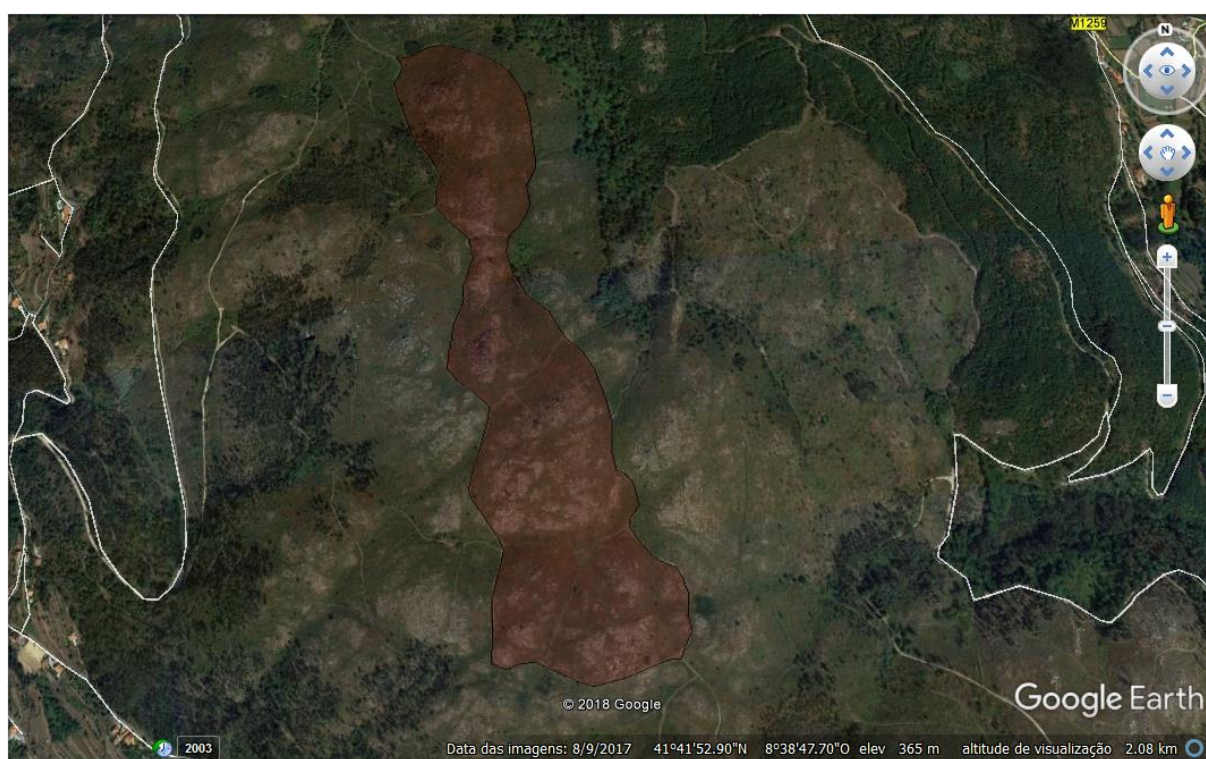 M1259
N
© 2018 Google
Google Earth
2003
Data das imagens: 8/9/2017 41°41'52.90"N 8°38'47.70"O elev 365 m altitude de visualização 2.08 km